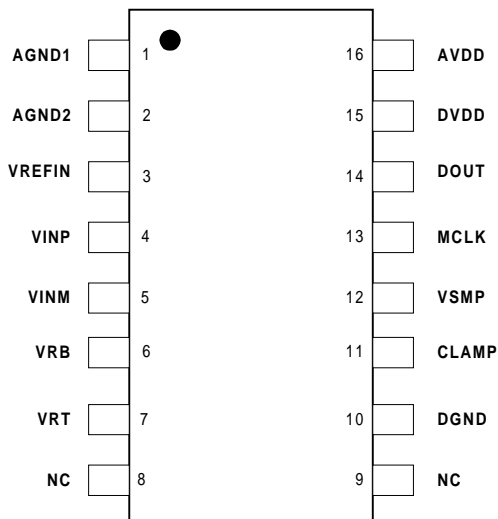 AGND1 1 16 AVDD
AGND2 2 15 DVDD
VREFIN 3 14 DOUT
VINP 4 13 MCLK
VINM 5 12 VSMP
VRB 6 11 CLAMP
VRT 7 10 DGND
NC 8 9 NC